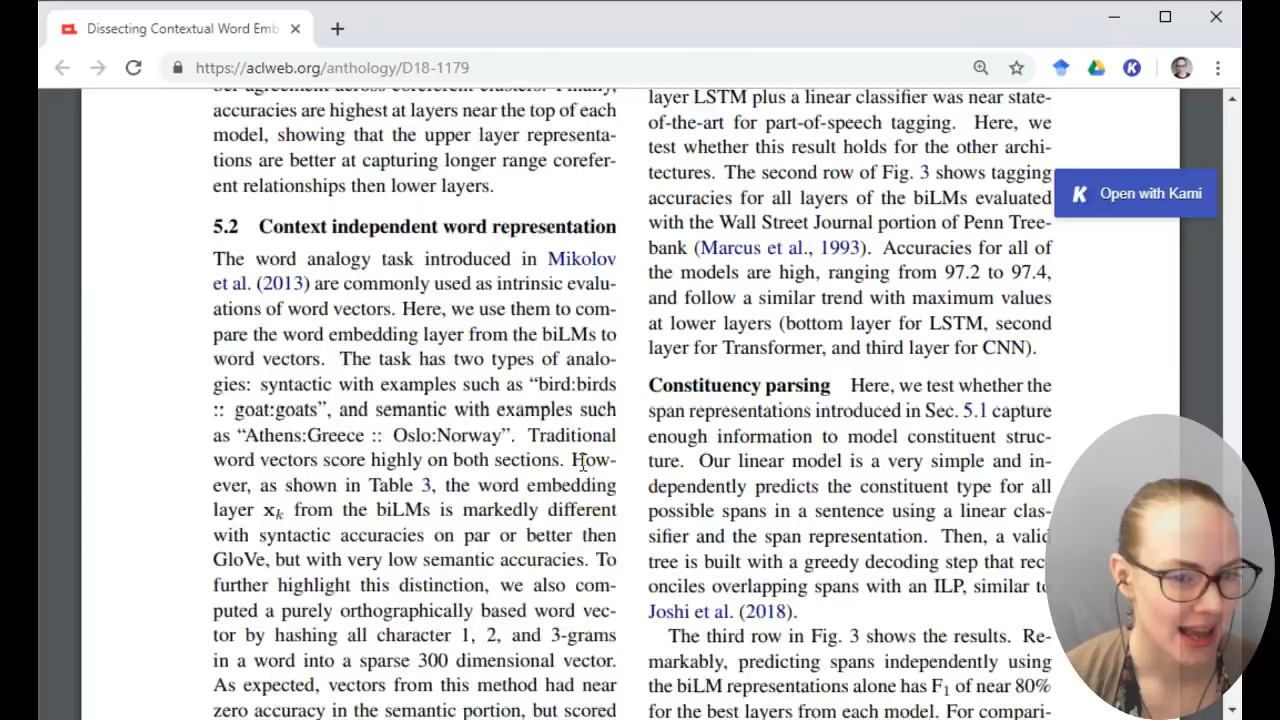 Dissecting Contextual Word Emb
https://aclweb.org/anthology/D18-1179
Open with Kami
ber agreement across coreferent clusters. Finally,
accuracies are highest at layers near the top of each
model, showing that the upper layer representa-
tions are better at capturing longer range corefer-
ent relationships then lower layers.
5.2 Context independent word representation
The word analogy task introduced in Mikolov
et al. (2013) are commonly used as intrinsic evalu-
ations of word vectors. Here, we use them to com-
pare the word embedding layer from the biLMs to
word vectors. The task has two types of analo-
gies: syntactic with examples such as “bird:birds
:: goat:goats”, and semantic with examples such
as “Athens:Greece :: Oslo:Norway”. Traditional
word vectors score highly on both sections. How-
ever, as shown in Table 3, the word embedding
layer xk from the biLMs is markedly different
with syntactic accuracies on par or better then
GloVe, but with very low semantic accuracies. To
further highlight this distinction, we also com-
puted a purely orthographically based word vec-
tor by hashing all character 1, 2, and 3-grams
in a word into a sparse 300 dimensional vector.
As expected, vectors from this method had near
zero accuracy in the semantic portion, but scored
layer LSTM plus a linear classifier was near state-
of-the-art for part-of-speech tagging. Here, we
test whether this result holds for the other archi-
tectures. The second row of Fig. 3 shows tagging
accuracies for all layers of the biLMs evaluated
with the Wall Street Journal portion of Penn Tree-
bank (Marcus et al., 1993). Accuracies for all of
the models are high, ranging from 97.2 to 97.4,
and follow a similar trend with maximum values
at lower layers (bottom layer for LSTM, second
layer for Transformer, and third layer for CNN).
Constituency parsing Here, we test whether the
span representations introduced in Sec. 5.1 capture
enough information to model constituent struc-
ture. Our linear model is a very simple and in-
dependently predicts the constituent type for all
possible spans in a sentence using a linear clas-
sifier and the span representation. Then, a valid
tree is built with a greedy decoding step that rec
onciles overlapping spans with an ILP, similar to
Joshi et al. (2018).
The third row in Fig. 3 shows the results. Re-
markably, predicting spans independently using
the biLM representations alone has F1 of near 80%
for the best layers from each model. For compari-